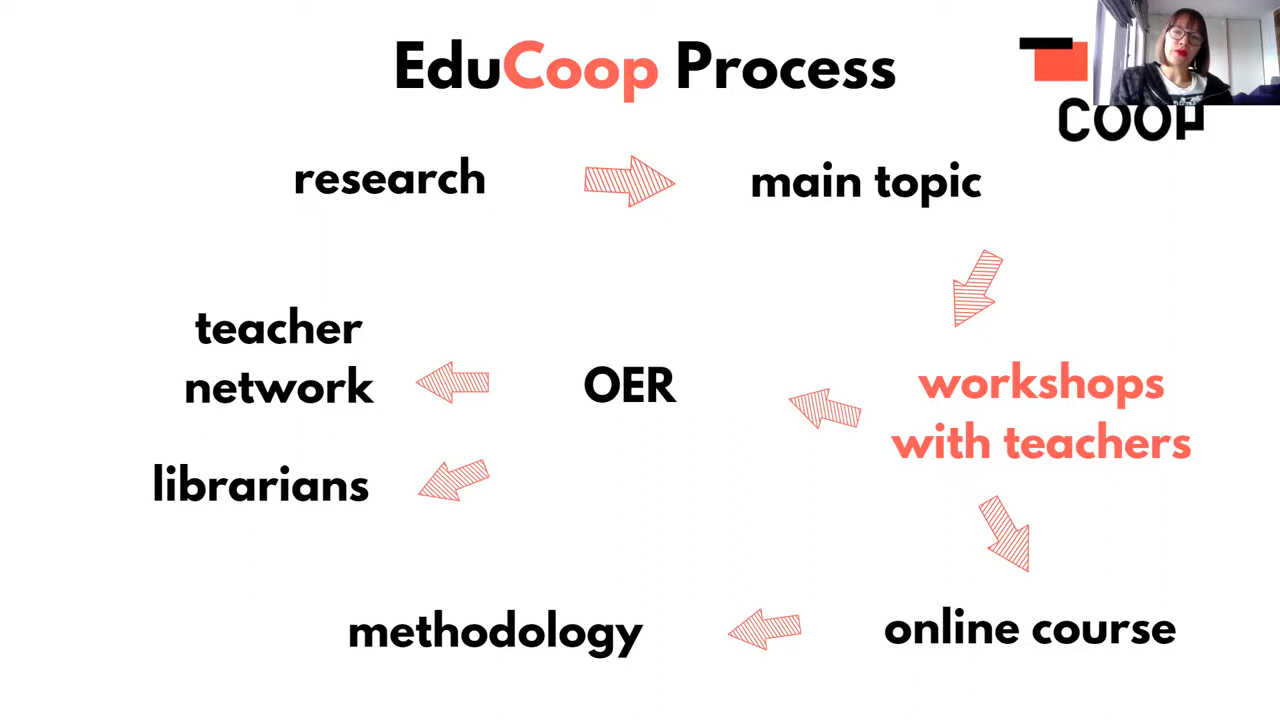 EduCoop Process
COOP
research
main topic
teacher
network
OER
workshops
with teachers
librarians
methodology
online course